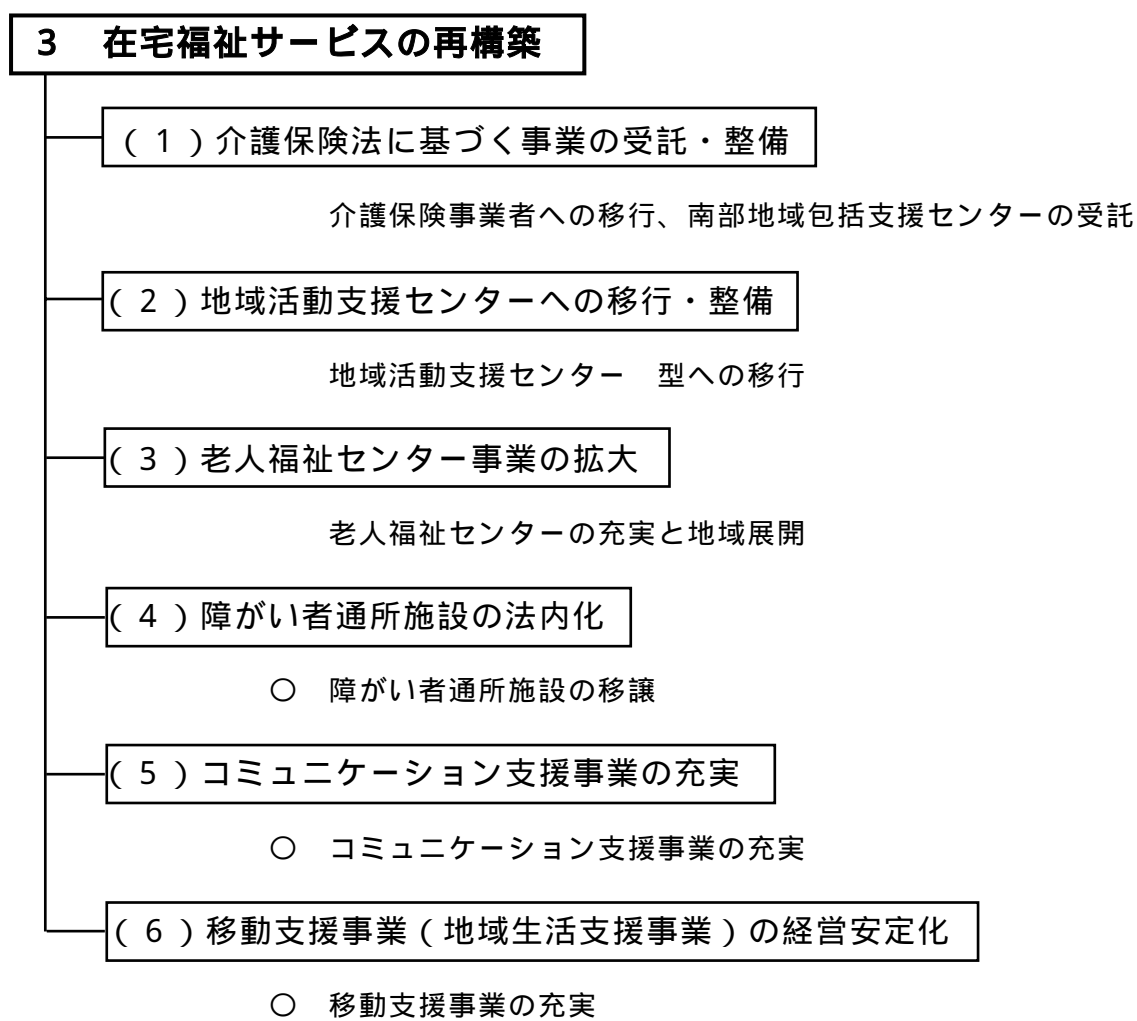 ３　在宅福祉サービスの再構築
（１）介護保険法に基づく事業の受託・整備
介護保険事業者への移行、南部地域包括支援センターの受託
（２）地域活動支援センターへの移行・整備
地域活動支援センター　型への移行
（３）老人福祉センター事業の拡大
老人福祉センターの充実と地域展開
（４）障がい者通所施設の法内化
○　障がい者通所施設の移譲
（５）コミュニケーション支援事業の充実
○　コミュニケーション支援事業の充実
（６）移動支援事業（地域生活支援事業）の経営安定化
○　移動支援事業の充実